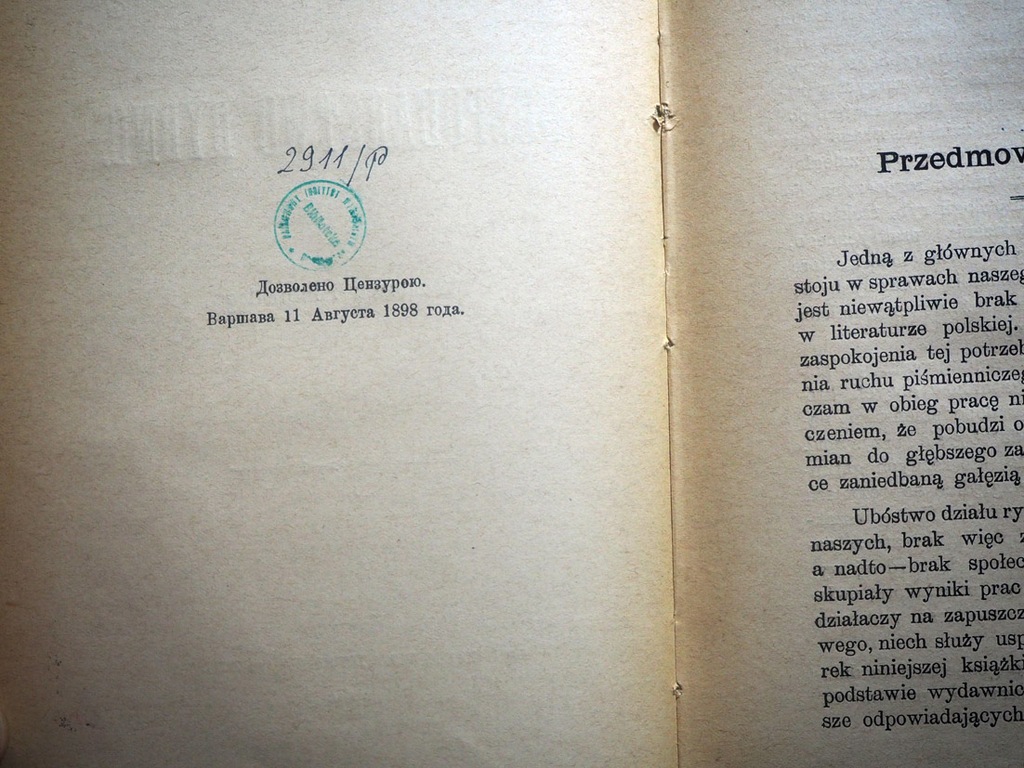 2911/P
Biblioteka
Дозволено Цензурою.
Варшава 11 Августа 1898 года.
Przedmow
Jedną z głównych
stoju w sprawach naszeg
jest niewątpliwie brak
w literaturze polskiej.
zaspokojenia tej potrzeb
nia ruchu piśmienniczeg
czam w obieg pracę ni
czeniem, że pobudzi o
mian do głębszego za
ce zaniedbaną gałęzią
Ubóstwo działu ry
naszych, brak więc z
a nadto—brak społec
skupiały wyniki prac
działaczy na zapuszcz
wego, niech służy usp
rek niniejszej książki
podstawie wydawnic
sze odpowiadających